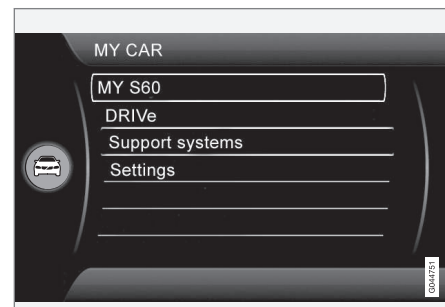 MY CAR
MY S60
DRIVe
Support systems
Settings
G044751